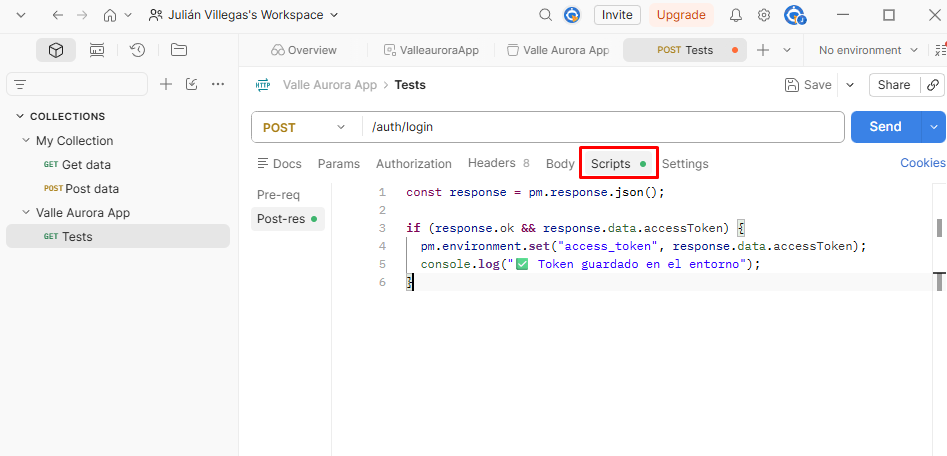 Julián Villegas's Workspace
Invite
Upgrade
Overview
ValleauroraApp
Valle Aurora App
POST Tests
No environment
HTTP
Valle Aurora App > Tests
Save
Share
COLLECTIONS
My Collection
GET Get data
POST Post data
Valle Aurora App
GET Tests
POST
/auth/login
Send
Docs
Params
Authorization
Headers 8
Body
Scripts
Settings
Cookies
Pre-req
Post-res
1 const response = pm.response.json();
2
3 if (response.ok && response.data.accessToken) {
4 pm.environment.set("access_token", response.data.accessToken);
5 console.log("✅ Token guardado en el entorno");
6 }